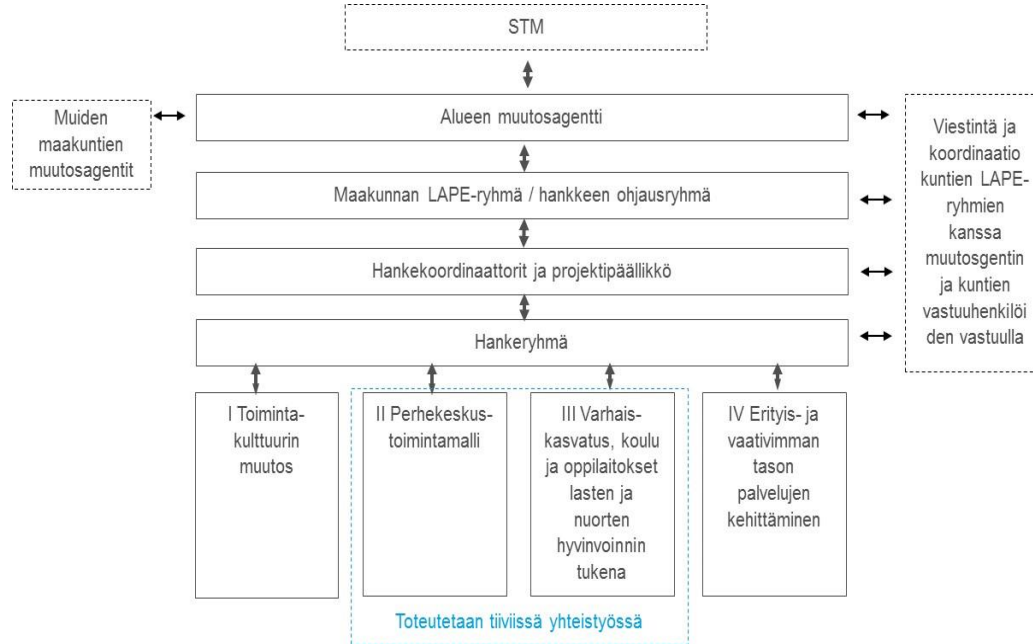 STM
Muiden
maakuntien
muutosagentit
Alueen muutosagentti
Maakunnan LAPE-ryhmä / hankkeen ohjausryhmä
Hankekoordinaattorit ja projektipäällikkö
Hankeryhmä
Viestintä ja
koordinaatio
kuntien LAPE-
ryhmien
kanssa
muutosgentin
ja kuntien
vastuuhenkilöi
den vastuulla
I Toiminta-
kulttuurin
muutos
II Perhekeskus-
toimintamalli
III Varhais-
kasvatus, koulu
ja oppilaitokset
lasten ja
nuorten
hyvinvoinnin
tukena
IV Erityis- ja
vaativimman
tason
palvelujen
kehittäminen
Toteutetaan tiiviissä yhteistyössä